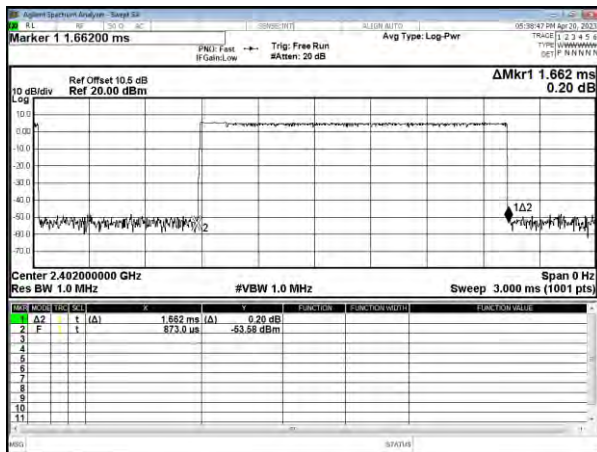 Agilent Spectrum Analyzer - Swept SA
RL RF 50 Ω AC SENSE:INT ALIGN AUTO 05:38:47 PM Apr 20, 2023
Marker 1 1.66200 ms
PNO: Fast
IFGain:Low
Trig: Free Run
#Atten: 20 dB
Avg Type: Log-Pwr
TRACE 1 2 3 4 5 6
TYPE WWWWWW
DET P N N N N N
ΔMkr1 1.662 ms
0.20 dB
Ref Offset 10.5 dB
Ref 20.00 dBm
10 dB/div
Log
10.0
0.00
-10.0
-20.0
-30.0
-40.0
-50.0
-60.0
-70.0
2
1Δ2
Center 2.402000000 GHz
Span 0 Hz
Res BW 1.0 MHz
#VBW 1.0 MHz
Sweep 3.000 ms (1001 pts)
MKR MODE TRC SCL X Y FUNCTION FUNCTION WIDTH FUNCTION VALUE
1 Δ2 t (Δ) 1.662 ms (Δ) 0.20 dB
2 F t 873.0 us -53.58 dBm
3
4
5
6
7
8
9
10
11
MSG
STATUS